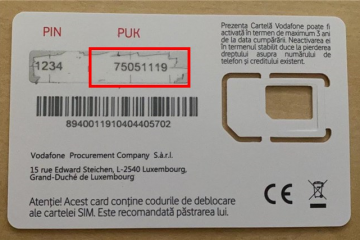 PIN PUK
1234 75051119
8940011910404405702
Prezenta Cartelă Vodafone poate fi
activată în termen de maximum 3 ani
de la data cumpărării. Neactivarea ei
în termenul stabilit duce la pierderea
dreptului asupra numărului de
telefon și creditului existent.
Vodafone Procurement Company S.à r.l.
15 rue Edward Steichen, L-2540 Luxembourg,
Grand-Duché de Luxembourg
Atenție! Acest card conține codurile de deblocare
ale cartelei SIM. Este recomandată păstrarea lui.
CE